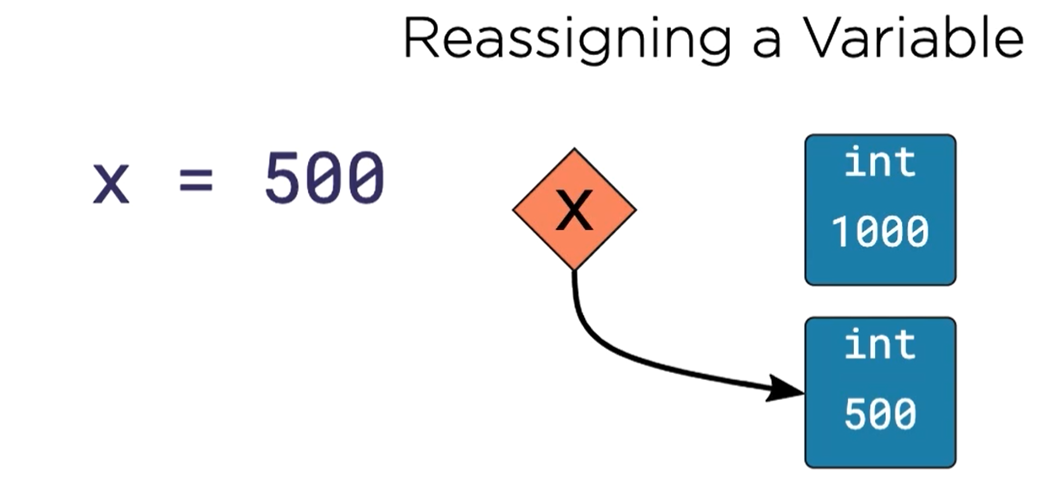 Reassigning a Variable
x = 500
x
int
1000
int
500